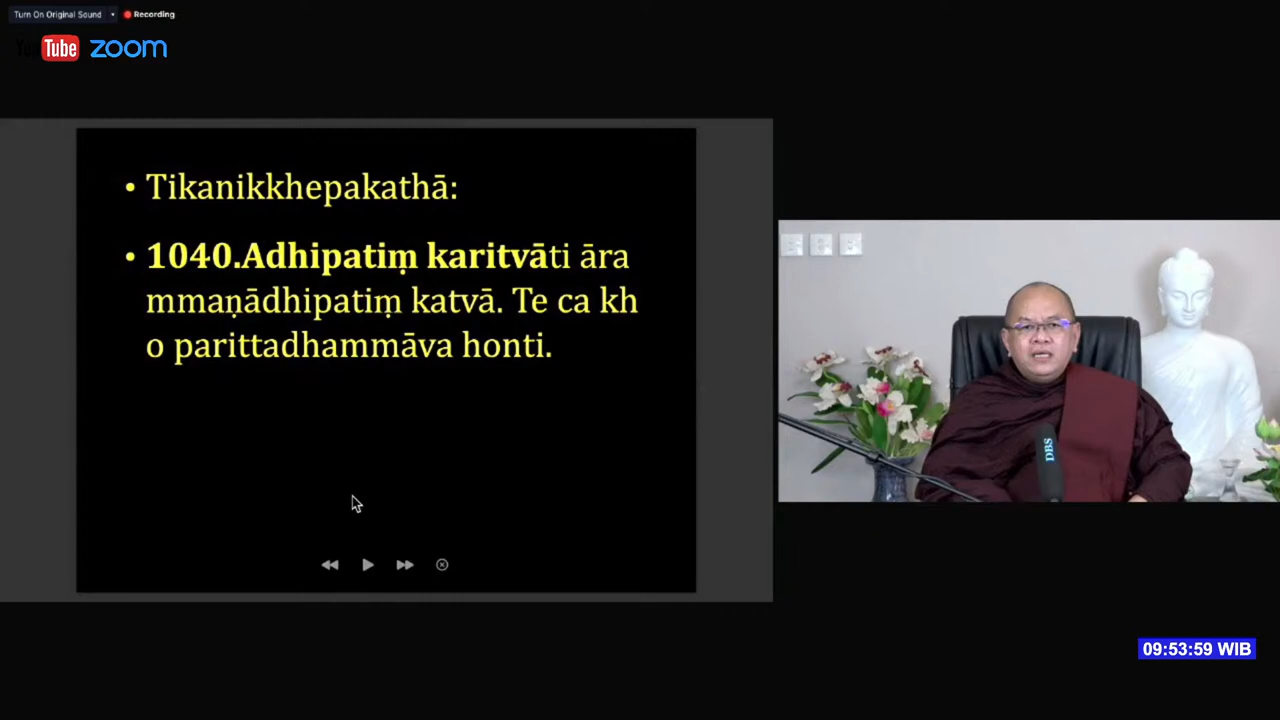 Turn On Original Sound
Recording
YouTube zoom
• Tikanikkhepakathā:
• 1040.Adhipatiṃ karitvāti āra
mmaṇādhipatiṃ katvā. Te ca kh
o parittadhammāva honti.
DBS
09:53:59 WIB